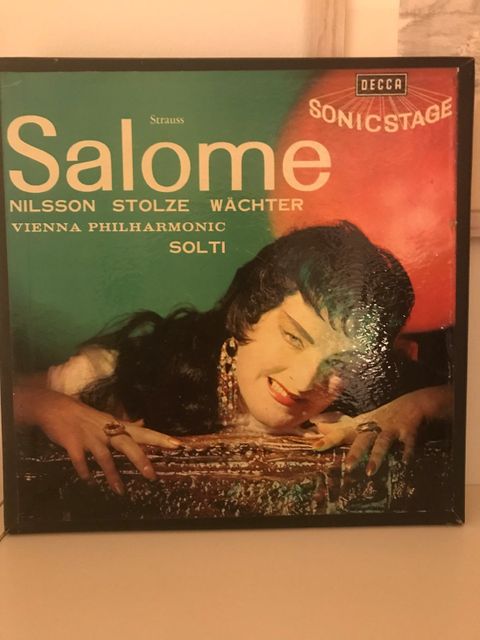 DECCA
SONICSTAGE
Strauss
Salome
NILSSON STOLZE WÄCHTER
VIENNA PHILHARMONIC
SOLTI